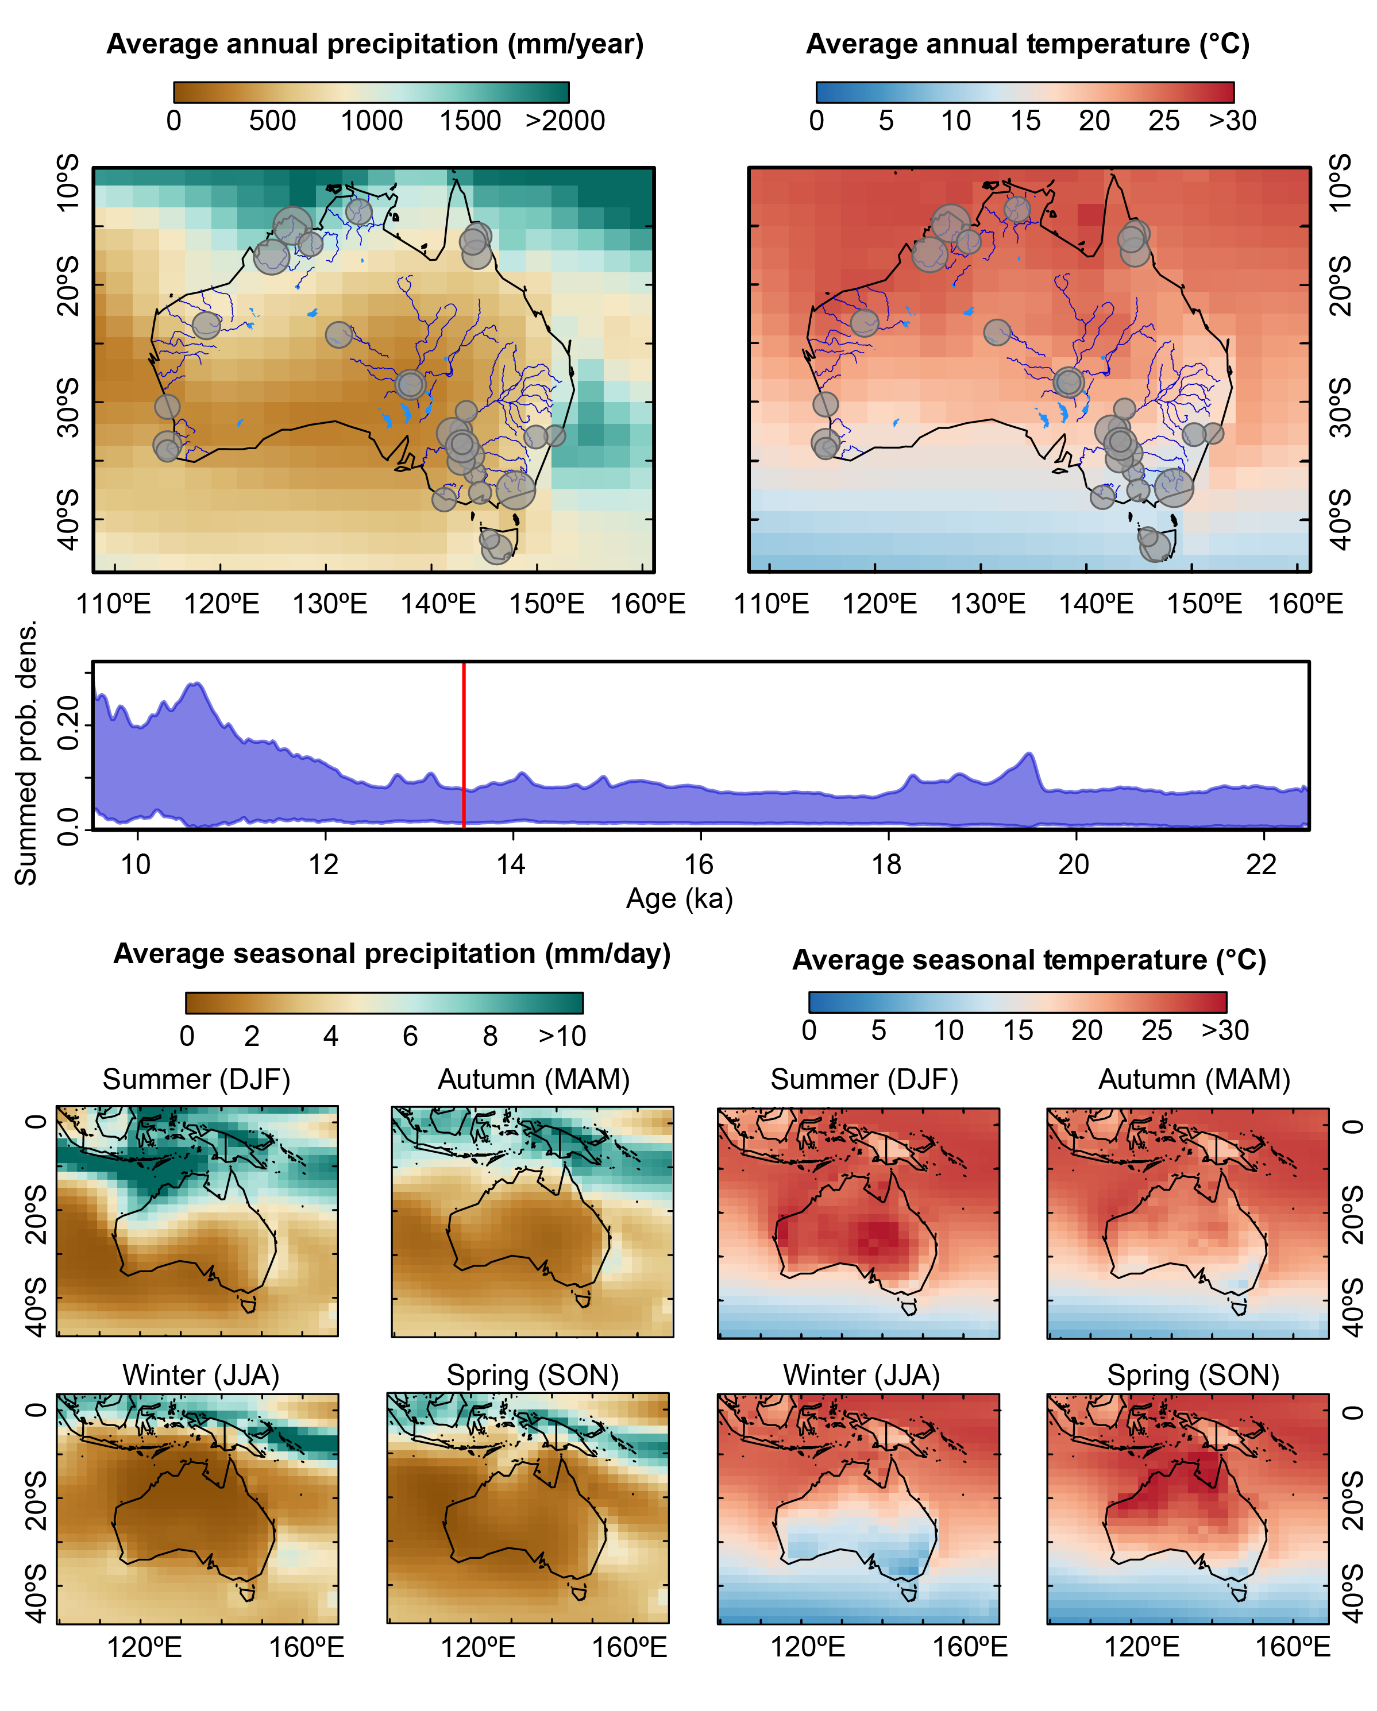 Average annual precipitation (mm/year)
Average annual temperature (°C)
0 500 1000 1500 >2000
0 5 10 15 20 25 >30
10ºS
20ºS
30ºS
40ºS
10ºS
20ºS
30ºS
40ºS
110ºE 120ºE 130ºE 140ºE 150ºE 160ºE
110ºE 120ºE 130ºE 140ºE 150ºE 160ºE
Summed prob. dens.
0.20
0.0
10 12 14 16 18 20 22
Age (ka)
Average seasonal precipitation (mm/day)
Average seasonal temperature (°C)
0 2 4 6 8 >10
0 5 10 15 20 25 >30
Summer (DJF)
Autumn (MAM)
Summer (DJF)
Autumn (MAM)
0
20ºS
40ºS
0
20ºS
40ºS
Winter (JJA)
Spring (SON)
Winter (JJA)
Spring (SON)
0
20ºS
40ºS
0
20ºS
40ºS
120ºE 160ºE
120ºE 160ºE
120ºE 160ºE
120ºE 160ºE